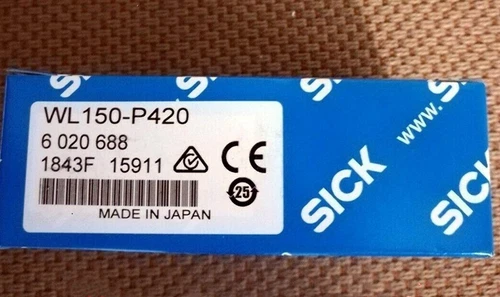 WL150-P420
6 020 688
1843F 15911
CE
25
MADE IN JAPAN
SICK
www.s
SICK